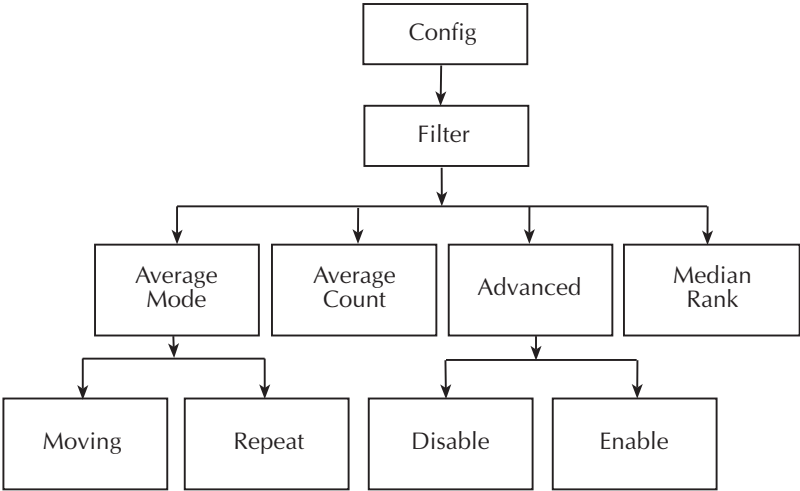 Config
Filter
Average
Mode
Average
Count
Advanced
Median
Rank
Moving
Repeat
Disable
Enable